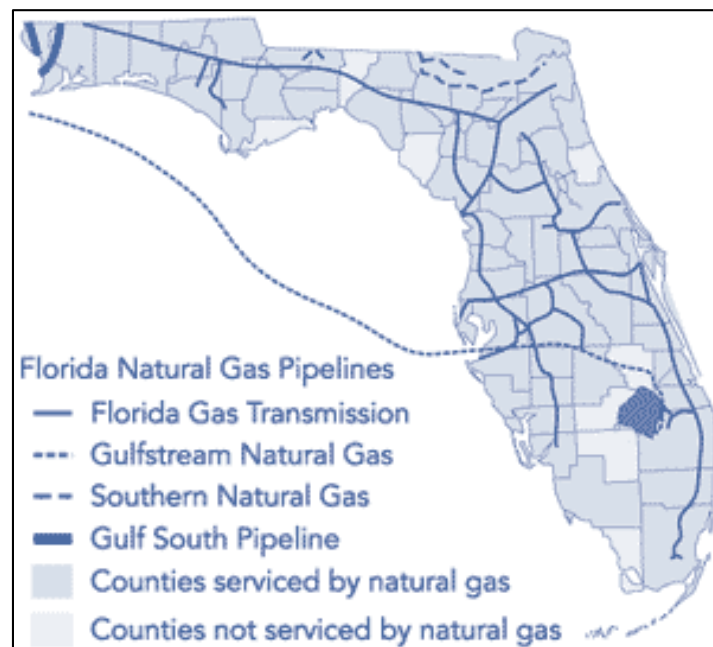 Florida Natural Gas Pipelines
Florida Gas Transmission
Gulfstream Natural Gas
Southern Natural Gas
Gulf South Pipeline
Counties serviced by natural gas
Counties not serviced by natural gas